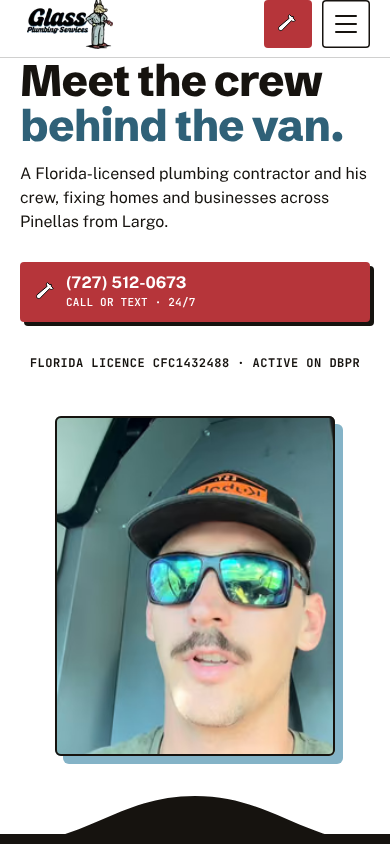 Glass
Plumbing Services
Meet the crew
behind the van.
A Florida-licensed plumbing contractor and his
crew, fixing homes and businesses across
Pinellas from Largo.
(727) 512-0673
CALL OR TEXT · 24/7
FLORIDA LICENCE CFC1432488 · ACTIVE ON DBPR
Kubota